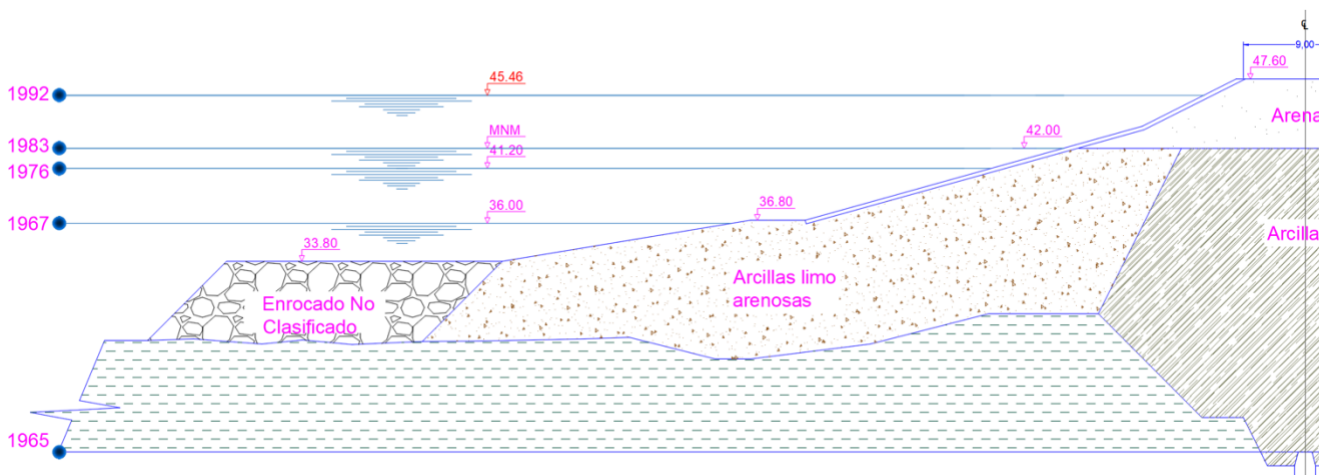 ℄
9,00
47.60
45.46
1992
Arena
MNM
42.00
1983
41.20
1976
36.80
36.00
1967
Arcilla
33.80
Arcillas limo
arenosas
Enrocado No
Clasificado
1965